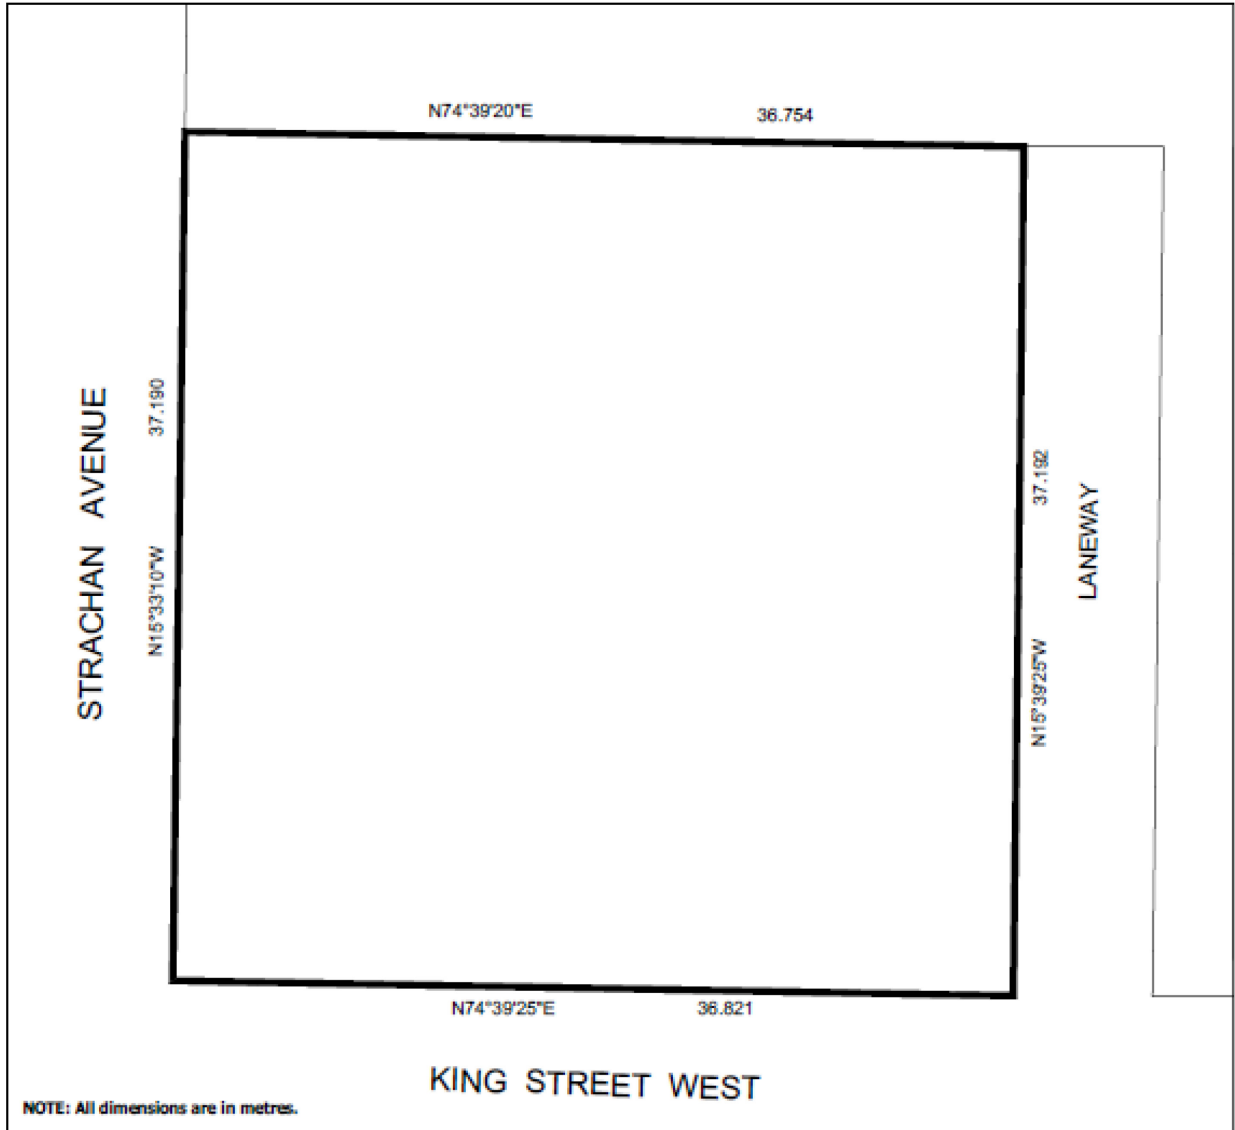 N74°39'20"E 36.754
STRACHAN AVENUE
37.190
N15°33'10"W
37.192
N15°39'25"W
LANEWAY
N74°39'25"E 36.821
KING STREET WEST
NOTE: All dimensions are in metres.